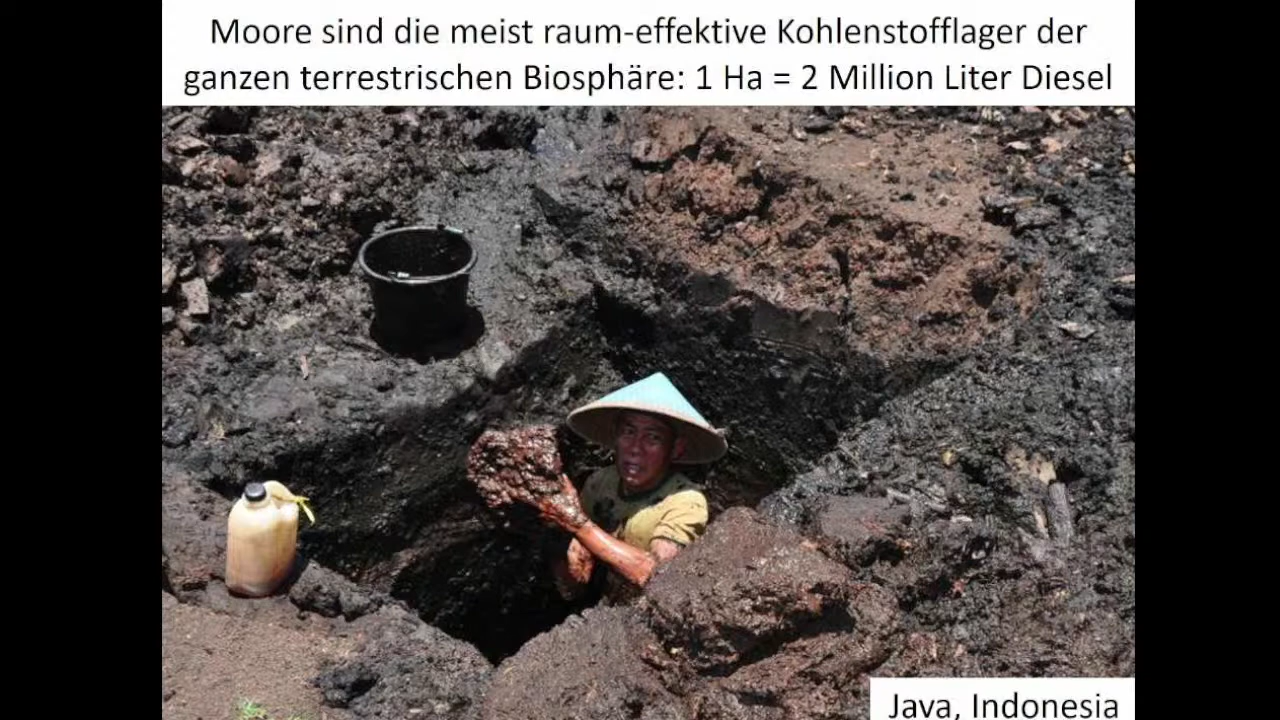 Moore sind die meist raum-effektive Kohlenstofflager der
ganzen terrestrischen Biosphäre: 1 Ha = 2 Million Liter Diesel
Java, Indonesia